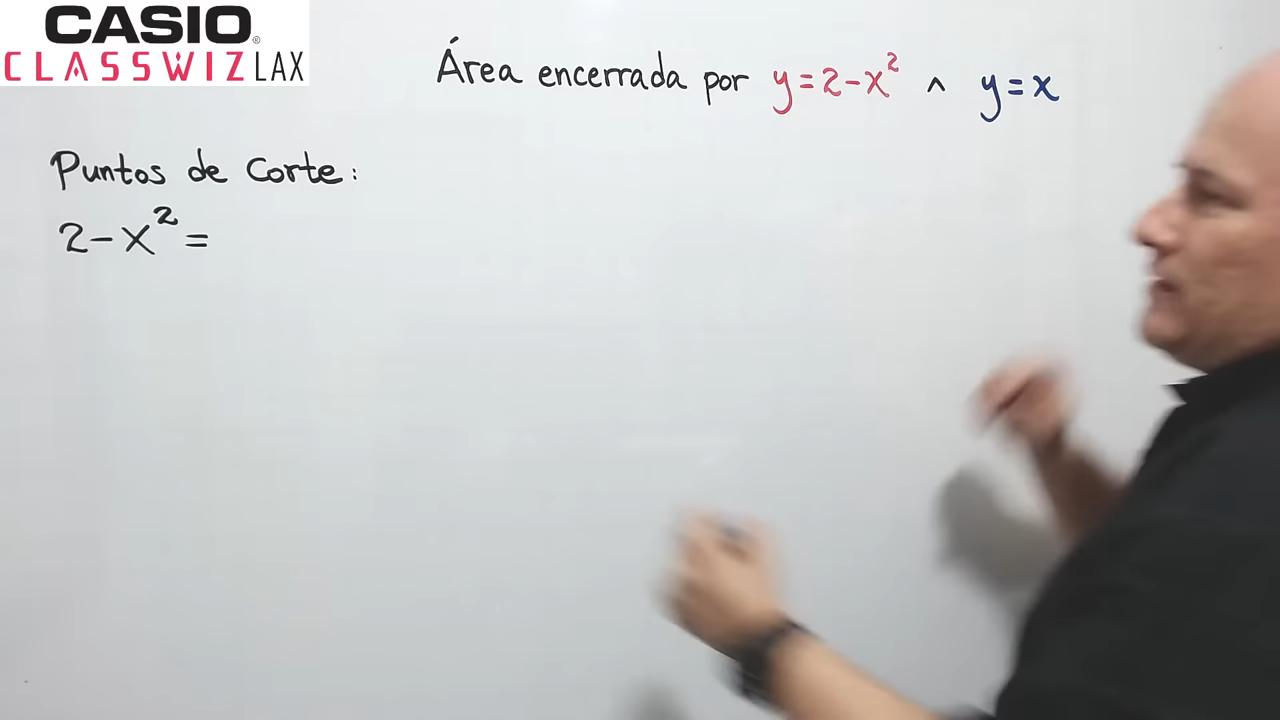 CASIO®
CLASSWIZ LAX
Área encerrada por y=2-x² ^ y=x
Puntos de Corte:
2-x²=